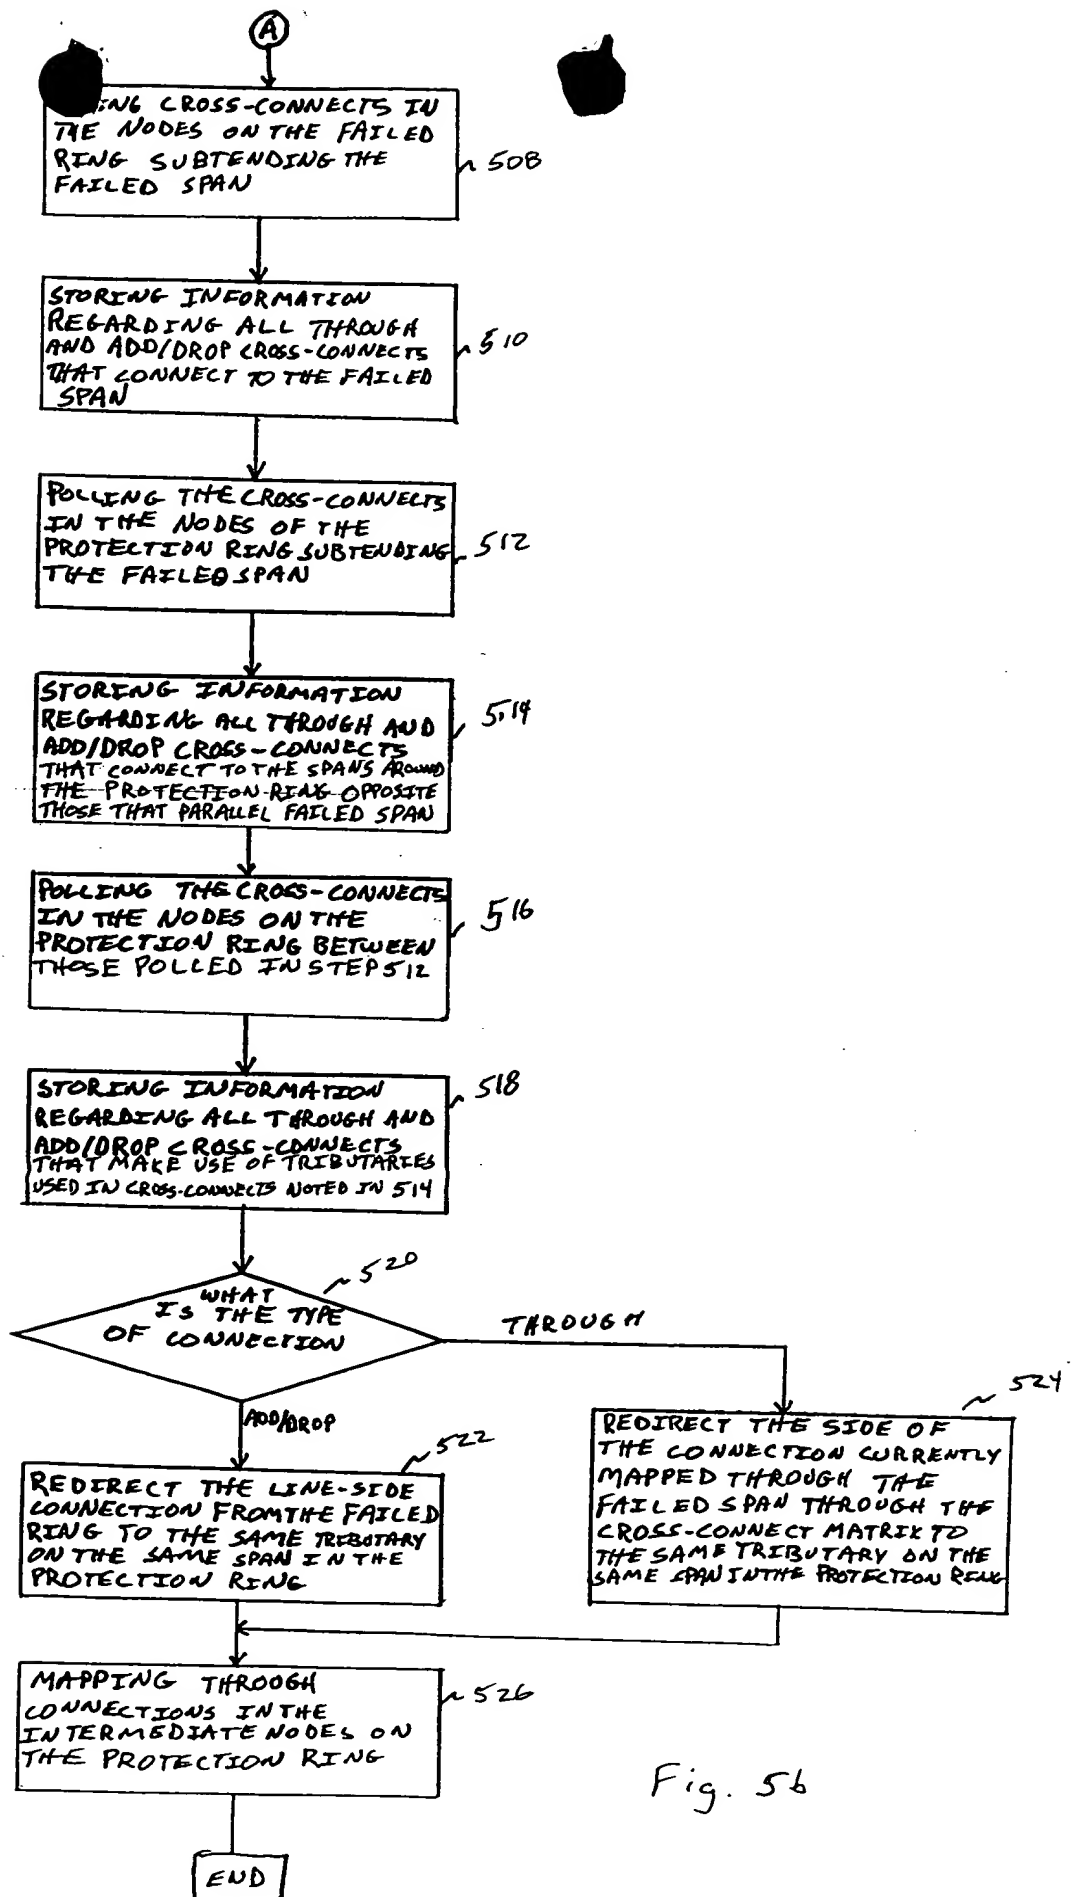 A
CROSS-CONNECTS IN
THE NODES ON THE FAILED
RING SUBTENDING THE
FAILED SPAN
508
STORING INFORMATION
REGARDING ALL THROUGH
AND ADD/DROP CROSS-CONNECTS
THAT CONNECT TO THE FAILED
SPAN
510
POLLING THE CROSS-CONNECTS
IN THE NODES OF THE
PROTECTION RING SUBTENDING
THE FAILED SPAN
512
STORING INFORMATION
REGARDING ALL THROUGH AND
ADD/DROP CROSS-CONNECTS
THAT CONNECT TO THE SPANS AROUND
THE PROTECTION RING OPPOSITE
THOSE THAT PARALLEL FAILED SPAN
514
POLLING THE CROSS-CONNECTS
IN THE NODES ON THE
PROTECTION RING BETWEEN
THOSE POLLED IN STEP 512
516
STORING INFORMATION
REGARDING ALL THROUGH AND
ADD/DROP CROSS-CONNECTS
THAT MAKE USE OF TRIBUTARIES
USED IN CROSS-CONNECTS NOTED IN 514
518
WHAT
IS THE TYPE
OF CONNECTION
520
THROUGH
ADD/DROP
REDIRECT THE LINE-SIDE
CONNECTION FROM THE FAILED
RING TO THE SAME TRIBUTARY
ON THE SAME SPAN IN THE
PROTECTION RING
522
REDIRECT THE SIDE OF
THE CONNECTION CURRENTLY
MAPPED THROUGH THE
FAILED SPAN THROUGH THE
CROSS-CONNECT MATRIX TO
THE SAME TRIBUTARY ON THE
SAME SPAN IN THE PROTECTION RING
524
MAPPING THROUGH
CONNECTIONS IN THE
INTERMEDIATE NODES ON
THE PROTECTION RING
526
END
Fig. 5b